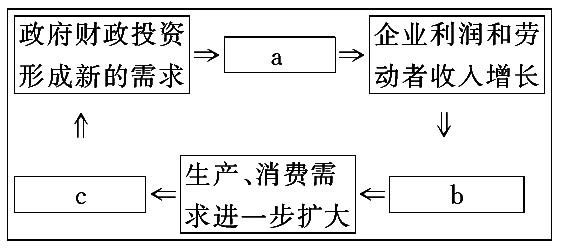 政府财政投资
形成新的需求
a
企业利润和劳
动者收入增长
b
生产、消费需
求进一步扩大
c